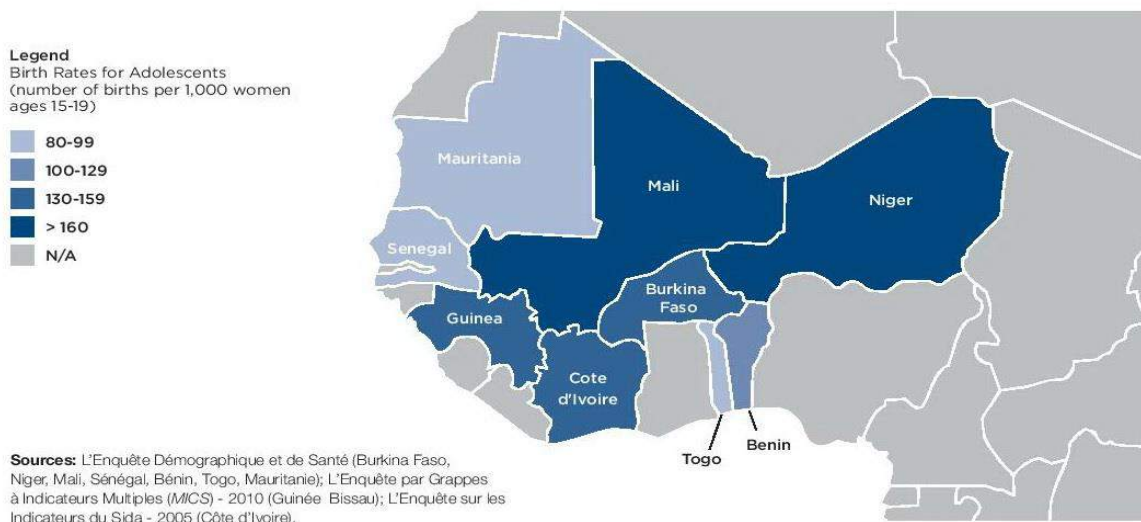 Legend
Birth Rates for Adolescents
(number of births per 1,000 women
ages 15-19)
80-99
100-129
130-159
> 160
N/A
Mauritania
Mali
Niger
Senegal
Burkina
Faso
Guinea
Cote
d'Ivoire
Togo
Benin
Sources: L'Enquête Démographique et de Santé (Burkina Faso,
Niger, Mali, Sénégal, Bénin, Togo, Mauritanie); L'Enquête par Grappes
à Indicateurs Multiples (MICS) - 2010 (Guinée Bissau); L'Enquête sur les
Indicateurs du Sida - 2005 (Côte d'Ivoire).